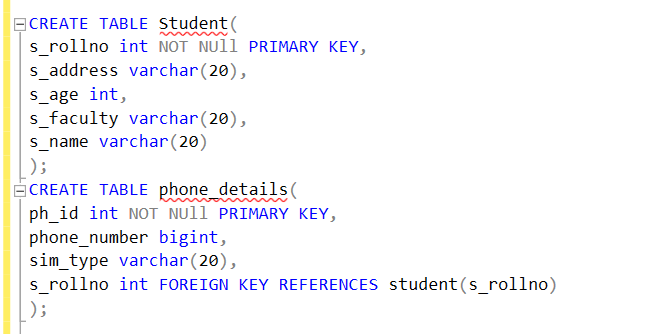 CREATE TABLE Student(
s_rollno int NOT NUll PRIMARY KEY,
s_address varchar(20),
s_age int,
s_faculty varchar(20),
s_name varchar(20)
);
CREATE TABLE phone_details(
ph_id int NOT NUll PRIMARY KEY,
phone_number bigint,
sim_type varchar(20),
s_rollno int FOREIGN KEY REFERENCES student(s_rollno)
);